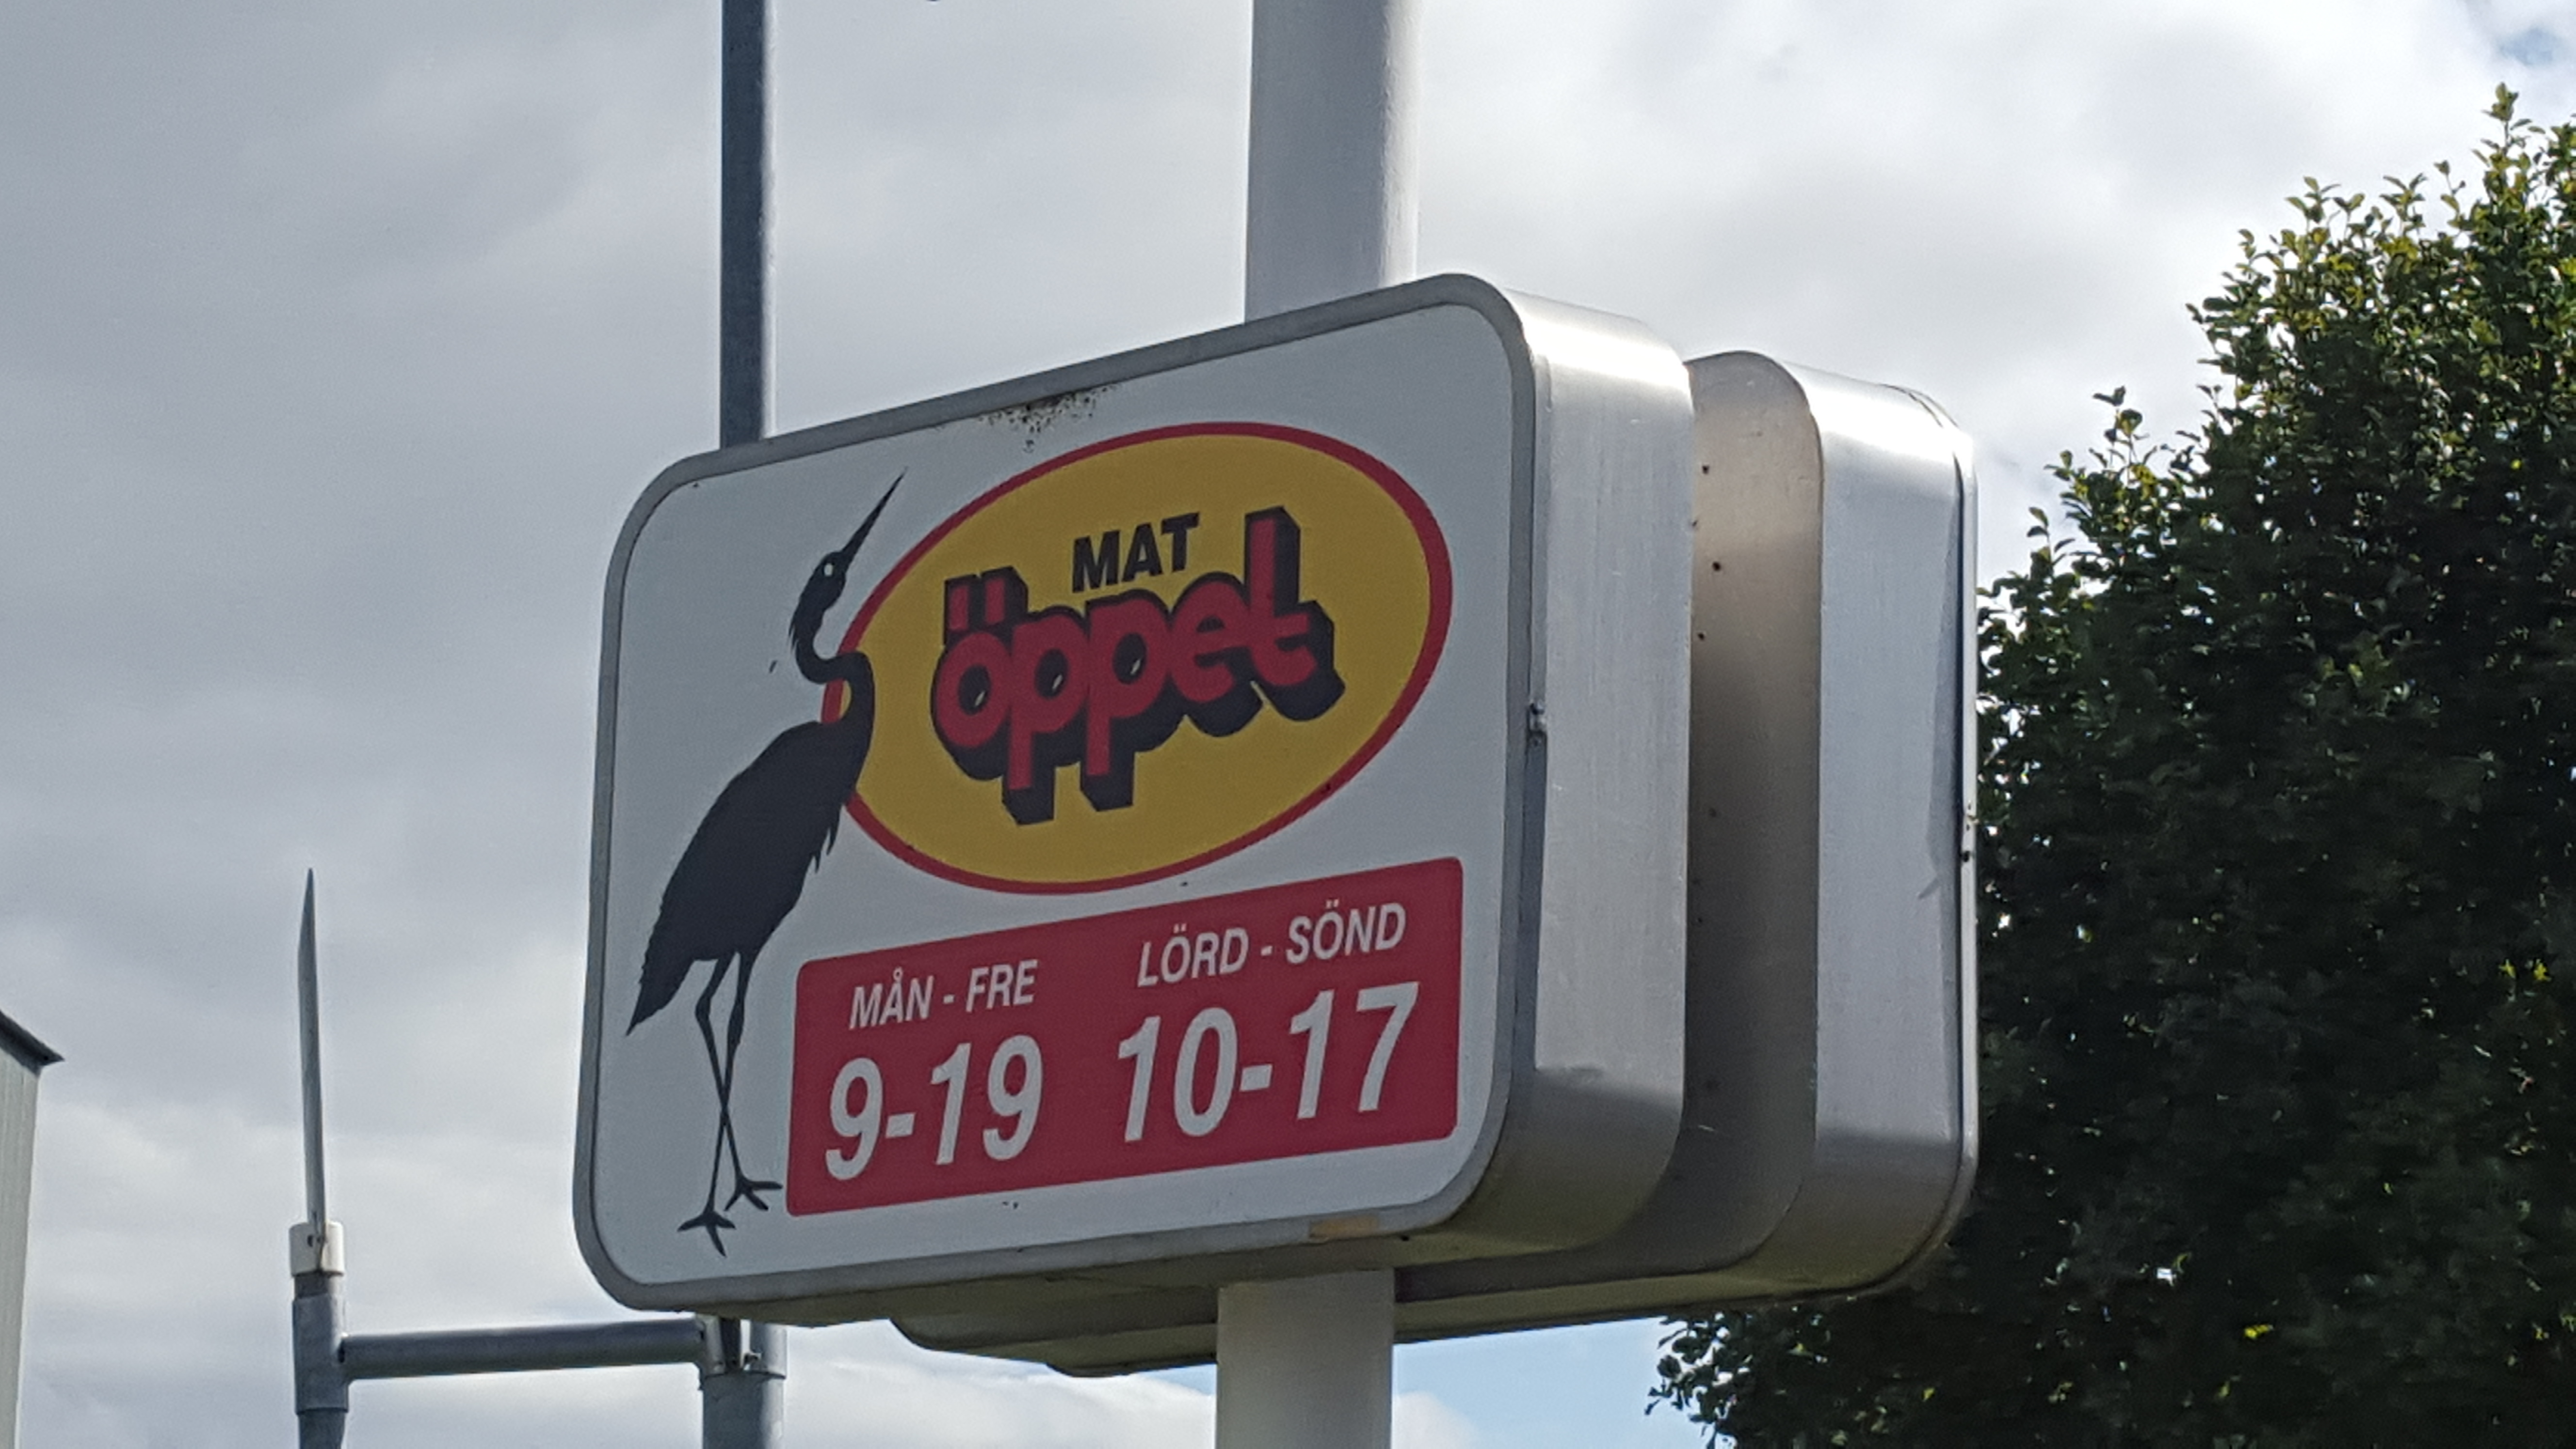 MAT
öppet
MÅN - FRE
9-19
LÖRD - SÖND
10-17